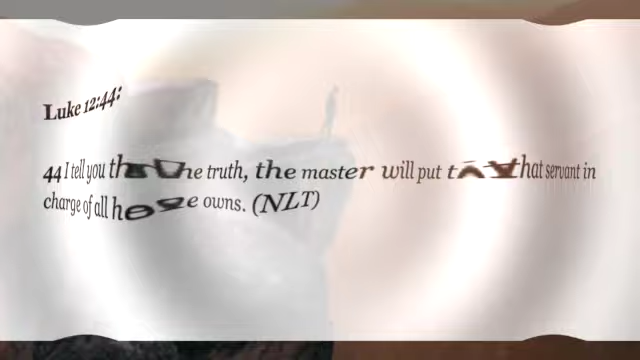 Luke 12:44:
44 I tell you the truth, the master will put that servant in
charge of all he owns. (NLT)